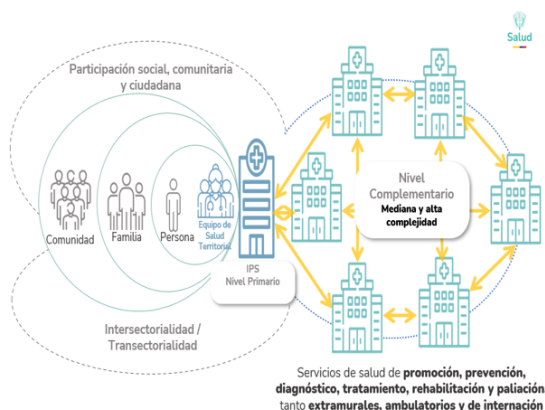 Salud
Participación social, comunitaria
y ciudadana
Comunidad
Familia
Persona
Equipo de
Salud
Territorial
IPS
Nivel Primario
Nivel
Complementario
Mediana y alta
complejidad
Intersectorialidad /
Transectorialidad
Servicios de salud de promoción, prevención,
diagnóstico, tratamiento, rehabilitación y paliación
tanto extramurales, ambulatorios y de internación